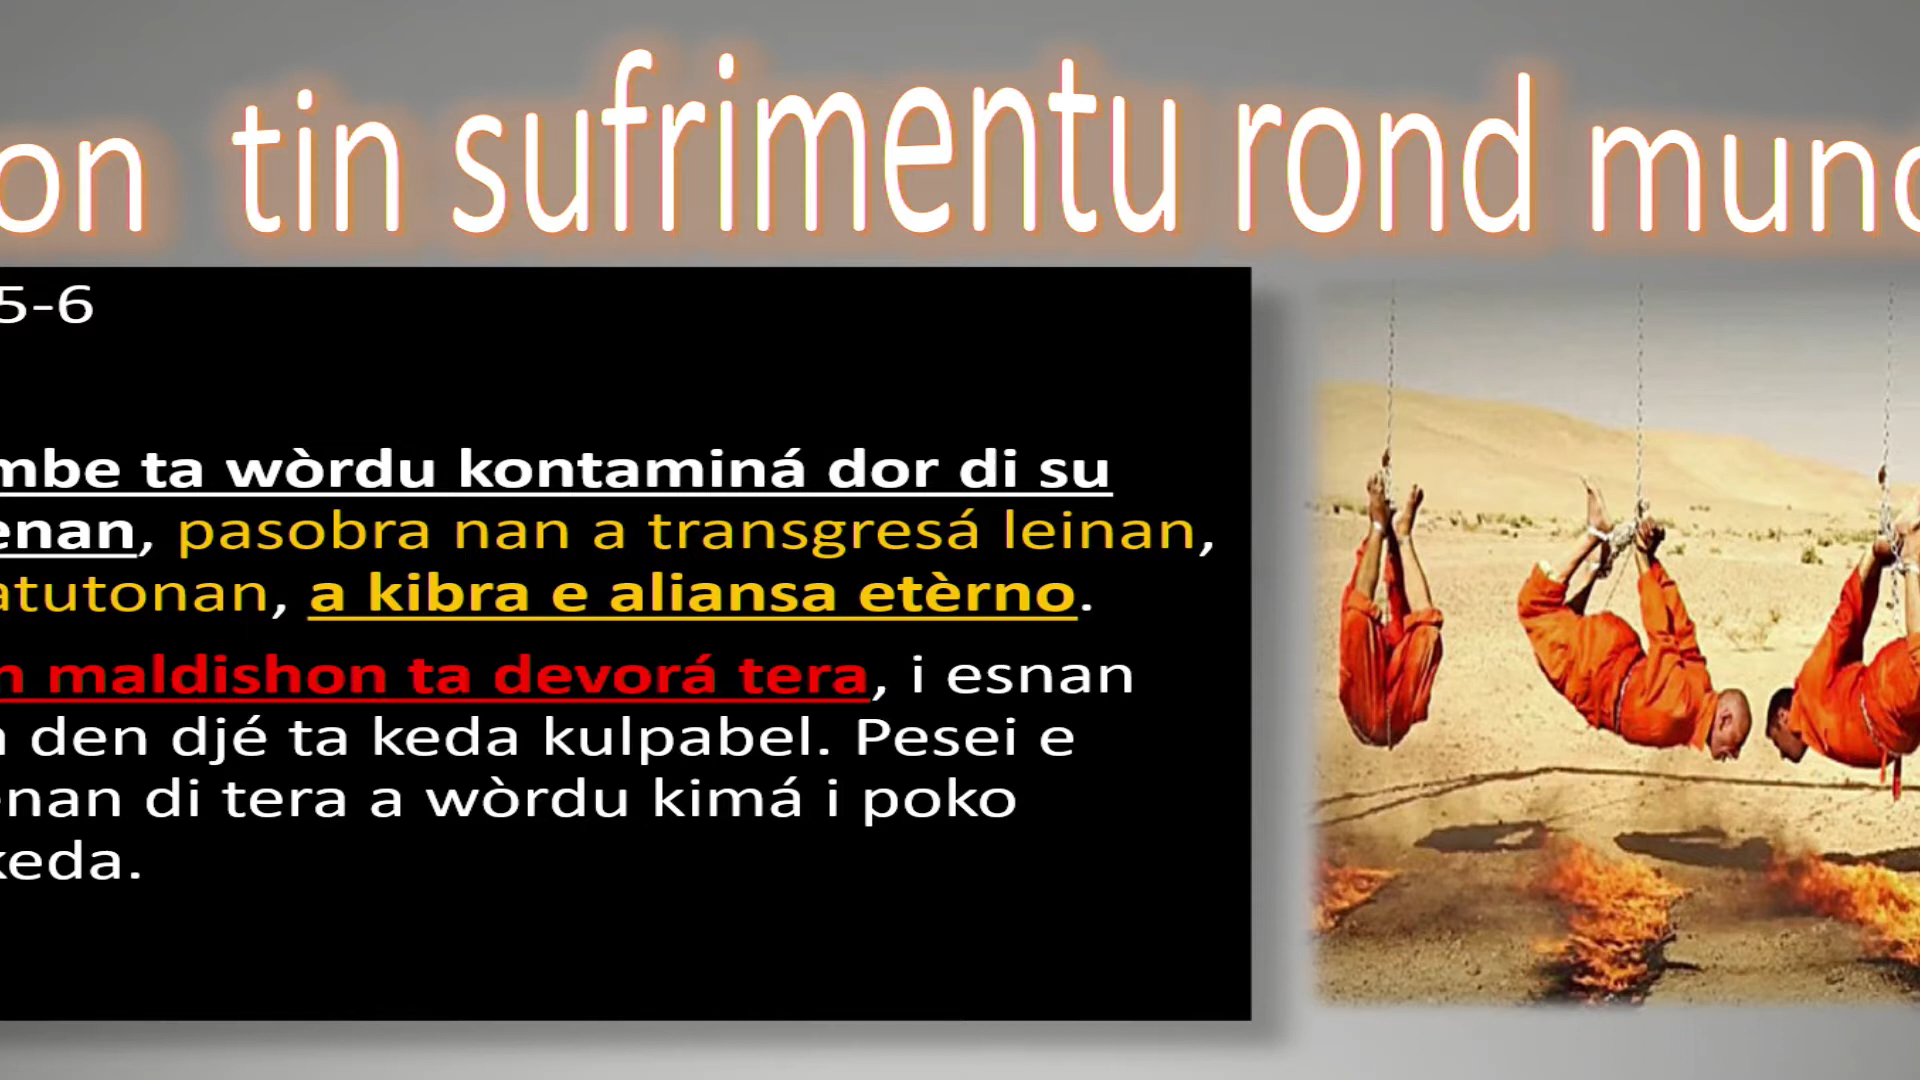 on tin sufrimentu rond mund
5-6
mbe ta wòrdu kontaminá dor di su
enan, pasobra nan a transgresá leinan,
atutonan, a kibra e aliansa etèrno.
n maldishon ta devorá tera, i esnan
den djé ta keda kulpabel. Pesei e
enan di tera a wòrdu kimá i poko
keda.